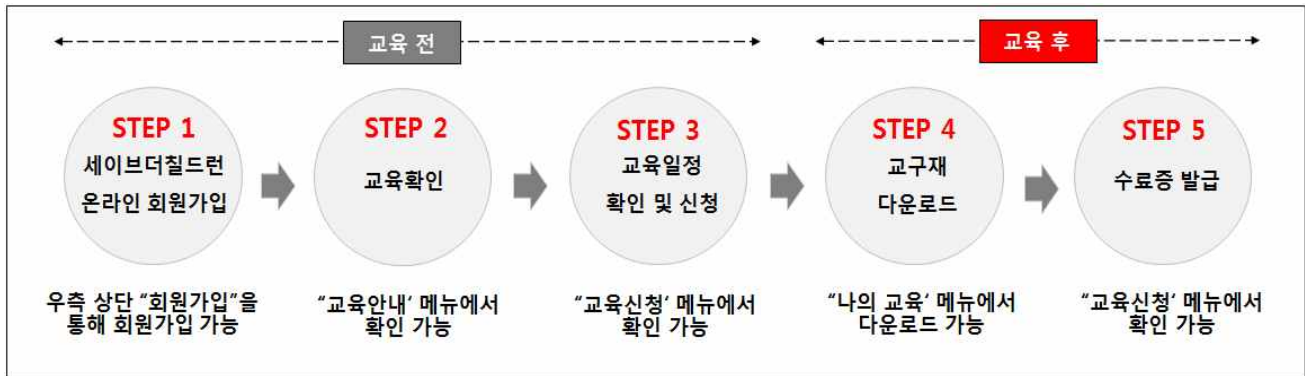 교육 전
교육 후
STEP 1
세이브더칠드런
온라인 회원가입
STEP 2
교육확인
STEP 3
교육일정
확인 및 신청
STEP 4
교구재
다운로드
STEP 5
수료증 발급
우측 상단 “회원가입”을
통해 회원가입 가능
“교육안내‘ 메뉴에서
확인 가능
“교육신청‘ 메뉴에서
확인 가능
“나의 교육‘ 메뉴에서
다운로드 가능
“교육신청‘ 메뉴에서
확인 가능